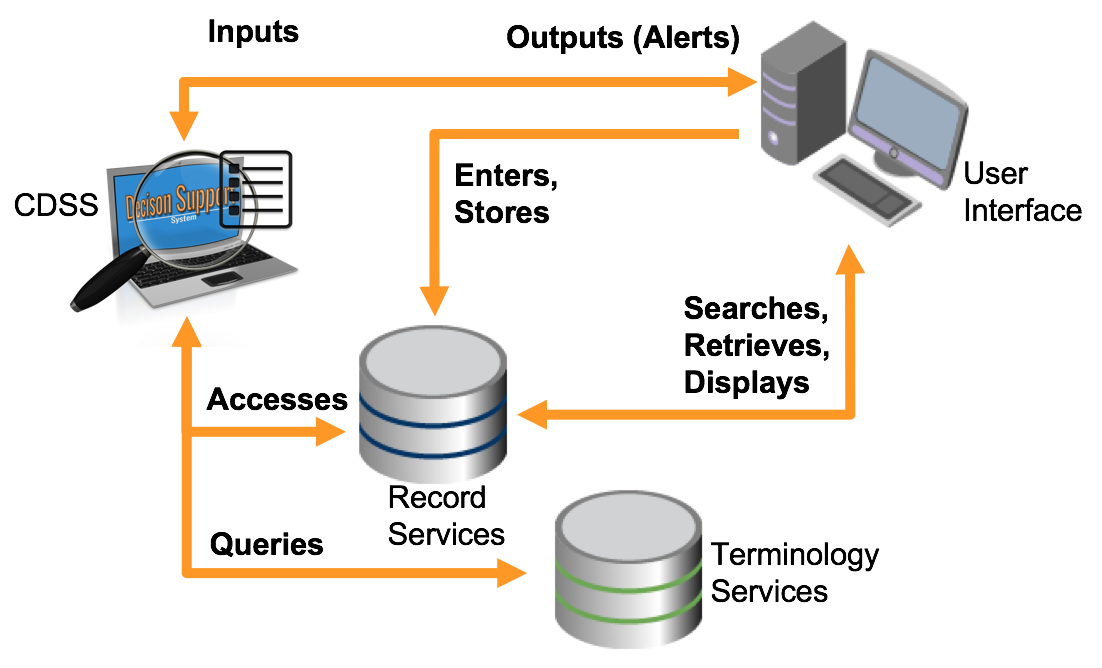 Inputs
Outputs (Alerts)
CDSS
Decison Support
System
Enters,
Stores
User
Interface
Searches,
Retrieves,
Displays
Accesses
Record
Services
Queries
Terminology
Services